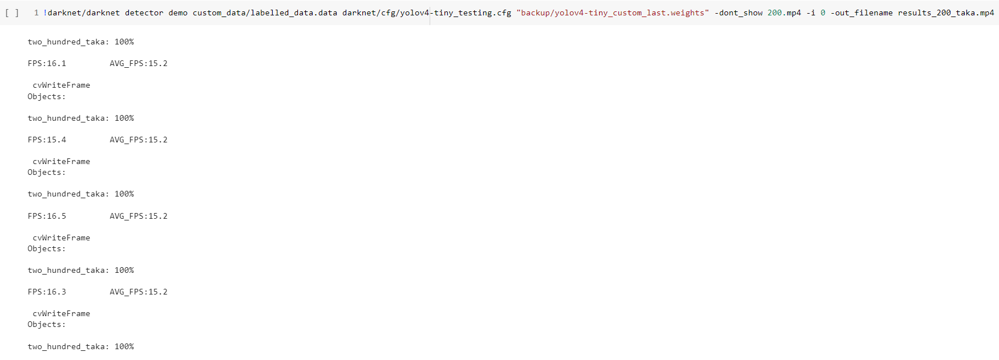 [ ] 1 !darknet/darknet detector demo custom_data/labelled_data.data darknet/cfg/yolov4-tiny_testing.cfg "backup/yolov4-tiny_custom_last.weights" -dont_show 200.mp4 -i 0 -out_filename results_200_taka.mp4
two_hundred_taka: 100%
FPS:16.1 AVG_FPS:15.2
cvWriteFrame
Objects:
two_hundred_taka: 100%
FPS:15.4 AVG_FPS:15.2
cvWriteFrame
Objects:
two_hundred_taka: 100%
FPS:16.5 AVG_FPS:15.2
cvWriteFrame
Objects:
two_hundred_taka: 100%
FPS:16.3 AVG_FPS:15.2
cvWriteFrame
Objects:
two_hundred_taka: 100%